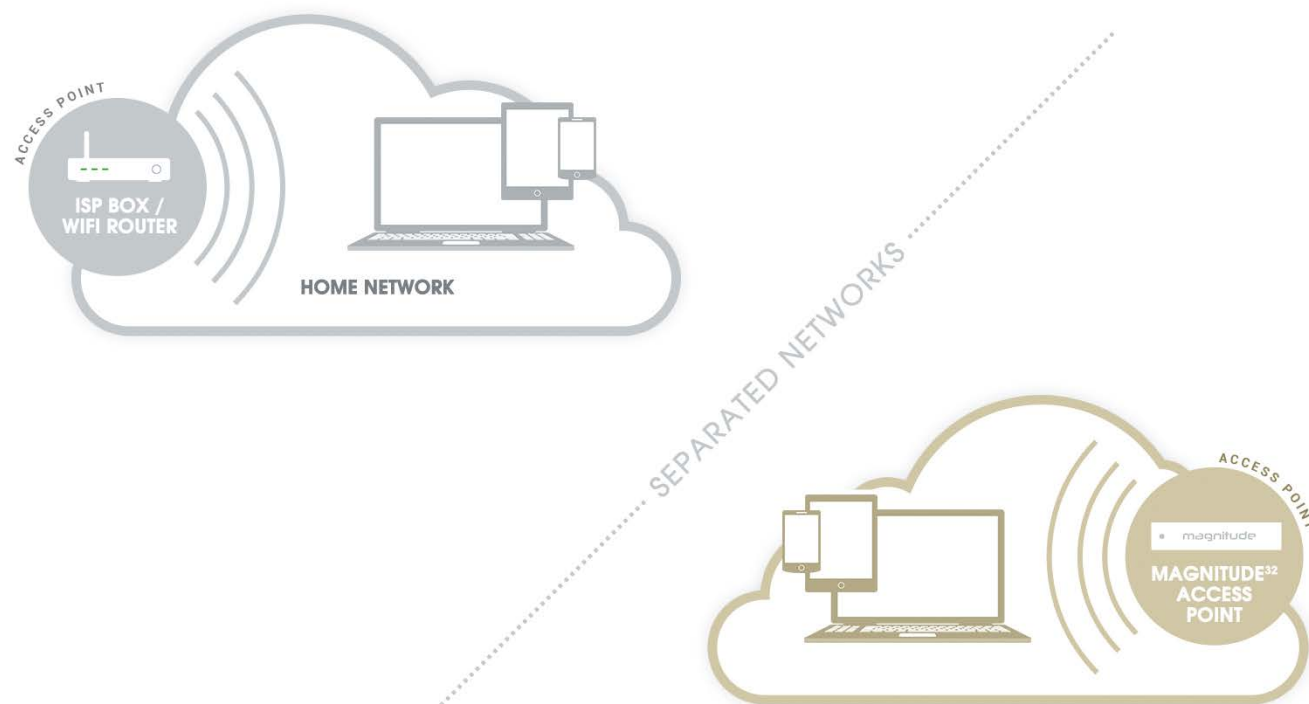 ACCESS POINT
ISP BOX /
WIFI ROUTER
HOME NETWORK
SEPARATED NETWORKS
ACCESS POINT
magnitude
MAGNITUDE³²
ACCESS
POINT